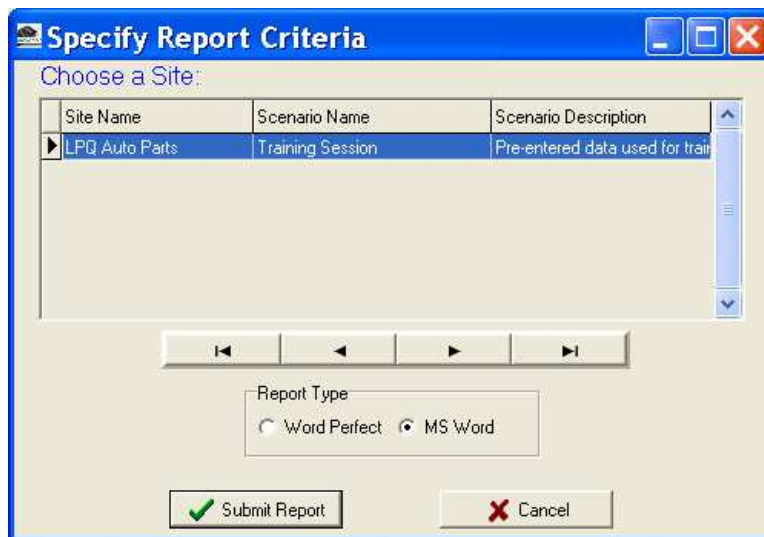 Specify Report Criteria
Choose a Site:
Site Name Scenario Name Scenario Description
LPQ Auto Parts Training Session Pre-entered data used for train
Report Type
Word Perfect MS Word
Submit Report Cancel